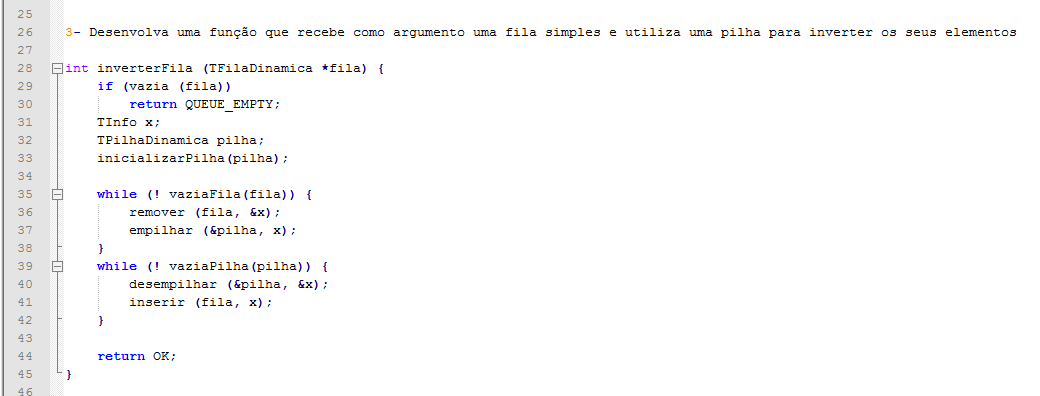 25
26 3- Desenvolva uma função que recebe como argumento uma fila simples e utiliza uma pilha para inverter os seus elementos
27
28 int inverterFila (TFilaDinamica *fila) {
29 if (vazia (fila))
30 return QUEUE_EMPTY;
31 TInfo x;
32 TPilhaDinamica pilha;
33 inicializarPilha(pilha);
34
35 while (! vaziaFila(fila)) {
36 remover (fila, &x);
37 empilhar (&pilha, x);
38 }
39 while (! vaziaPilha(pilha)) {
40 desempilhar (&pilha, &x);
41 inserir (fila, x);
42 }
43
44 return OK;
45 }
46